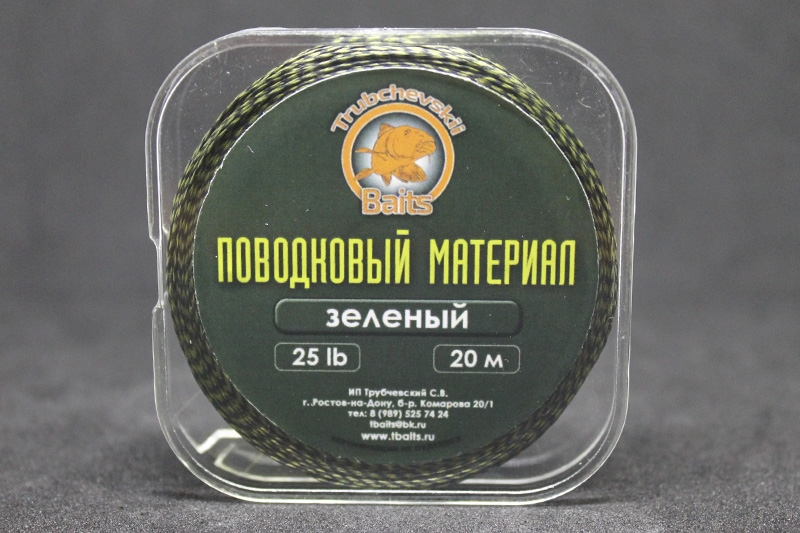 Trubchevskii
Baits
ПОВОДКОВЫЙ МАТЕРИАЛ
зеленый
25 lb 20 м
ИП Трубчевский С.В.
г.,Ростов-на-Дону, б-р. Комарова 20/1
тел: 8 (989) 525 74 24
tbaits@bk.ru
www.tbaits.ru